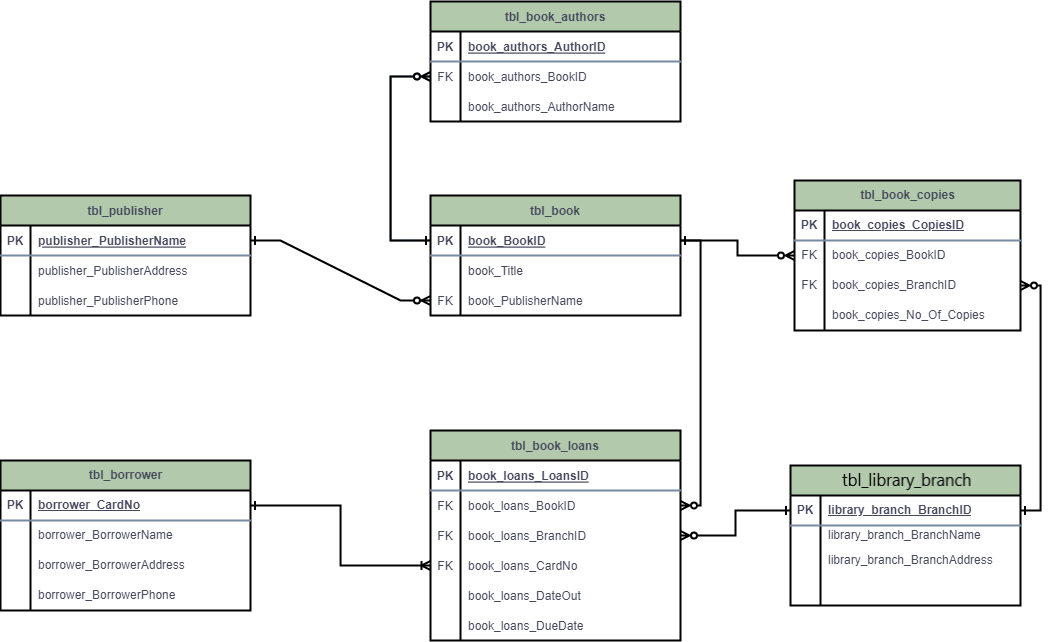 tbl_book_authors
PK book_authors_AuthorID
FK book_authors_BookID
book_authors_AuthorName
tbl_publisher
PK publisher_PublisherName
publisher_PublisherAddress
publisher_PublisherPhone
tbl_book
PK book_BookID
book_Title
FK book_PublisherName
tbl_book_copies
PK book_copies_CopiesID
FK book_copies_BookID
FK book_copies_BranchID
book_copies_No_Of_Copies
tbl_borrower
PK borrower_CardNo
borrower_BorrowerName
borrower_BorrowerAddress
borrower_BorrowerPhone
tbl_book_loans
PK book_loans_LoansID
FK book_loans_BookID
FK book_loans_BranchID
FK book_loans_CardNo
book_loans_DateOut
book_loans_DueDate
tbl_library_branch
PK library_branch_BranchID
library_branch_BranchName
library_branch_BranchAddress